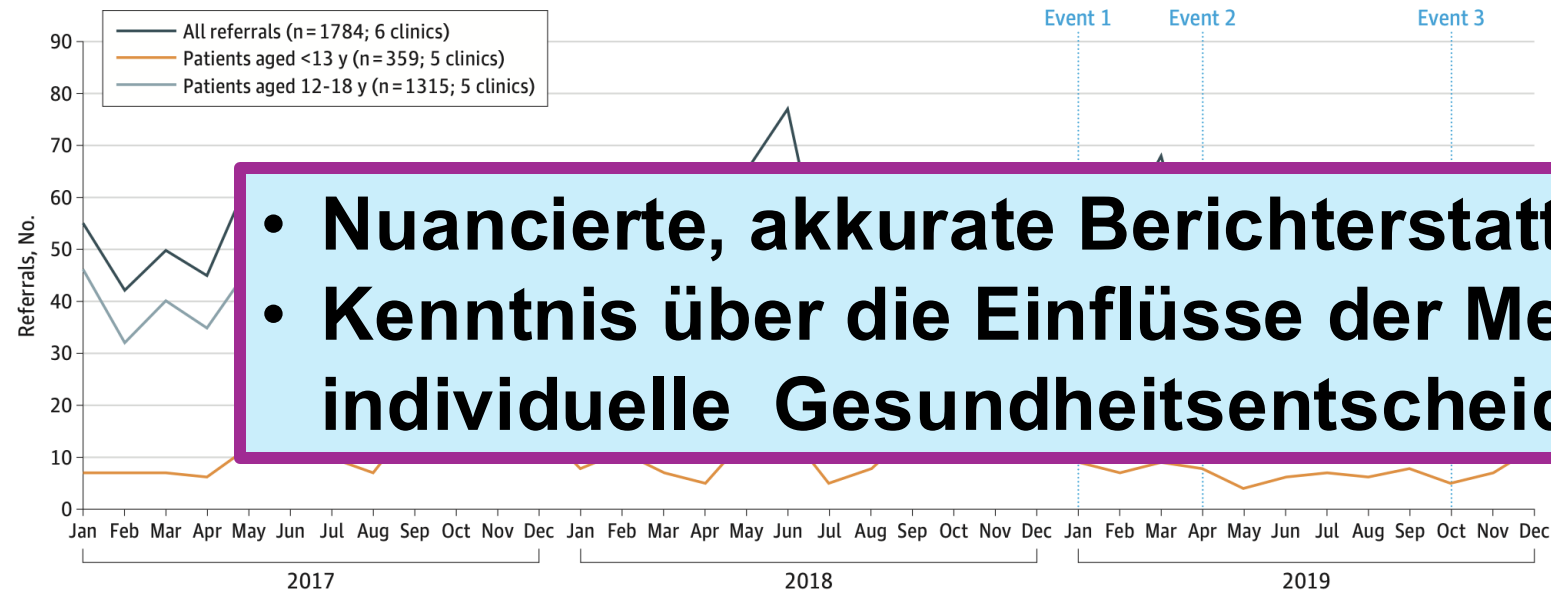 Event 1 Event 2 Event 3
All referrals (n=1784; 6 clinics)
Patients aged <13 y (n=359; 5 clinics)
Patients aged 12-18 y (n=1315; 5 clinics)
Referrals, No.
90
80
70
60
50
40
30
20
10
0
• Nuancierte, akkurate
• Kenntnis über die Einflüsse der
individuelle Gesundheitsentscheid
Jan Feb Mar Apr May Jun Jul Aug Sep Oct Nov Dec Jan Feb Mar Apr May Jun Jul Aug Sep Oct Nov Dec Jan Feb Mar Apr May Jun Jul Aug Sep Oct Nov Dec
2017 2018 2019